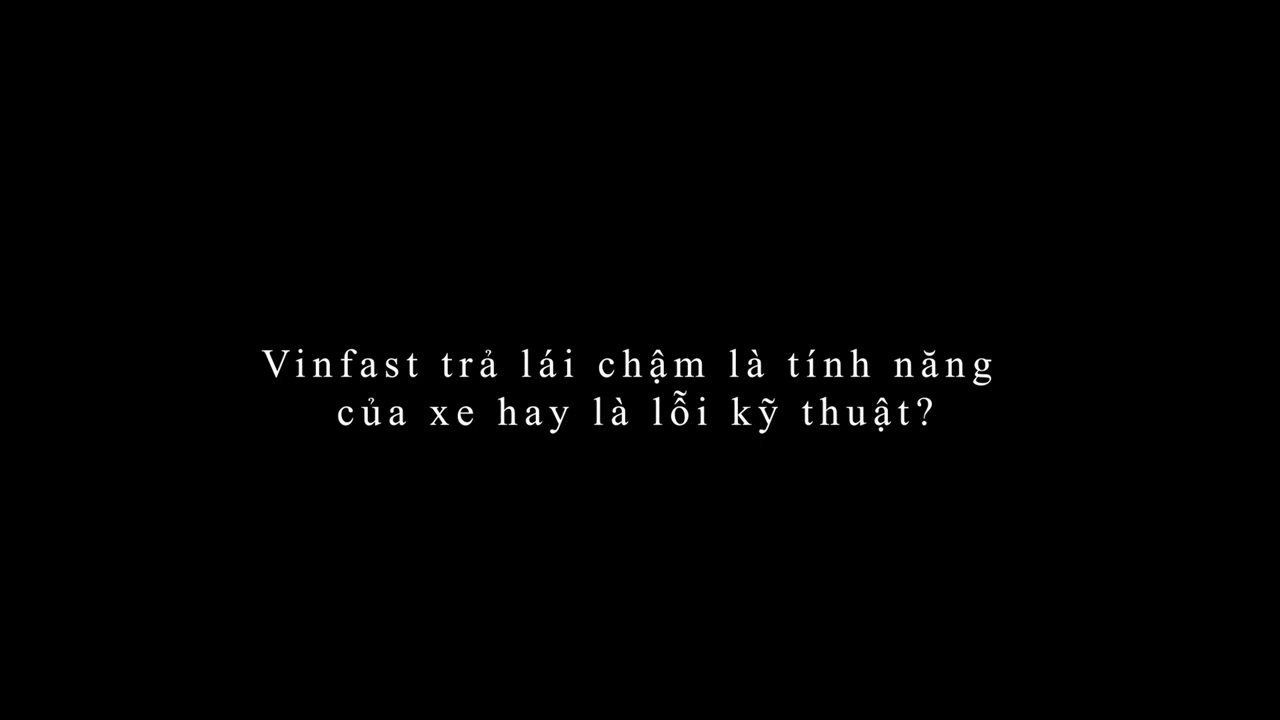 Vinfast trả lái chậm là tính năng
của xe hay là lỗi kỹ thuật?